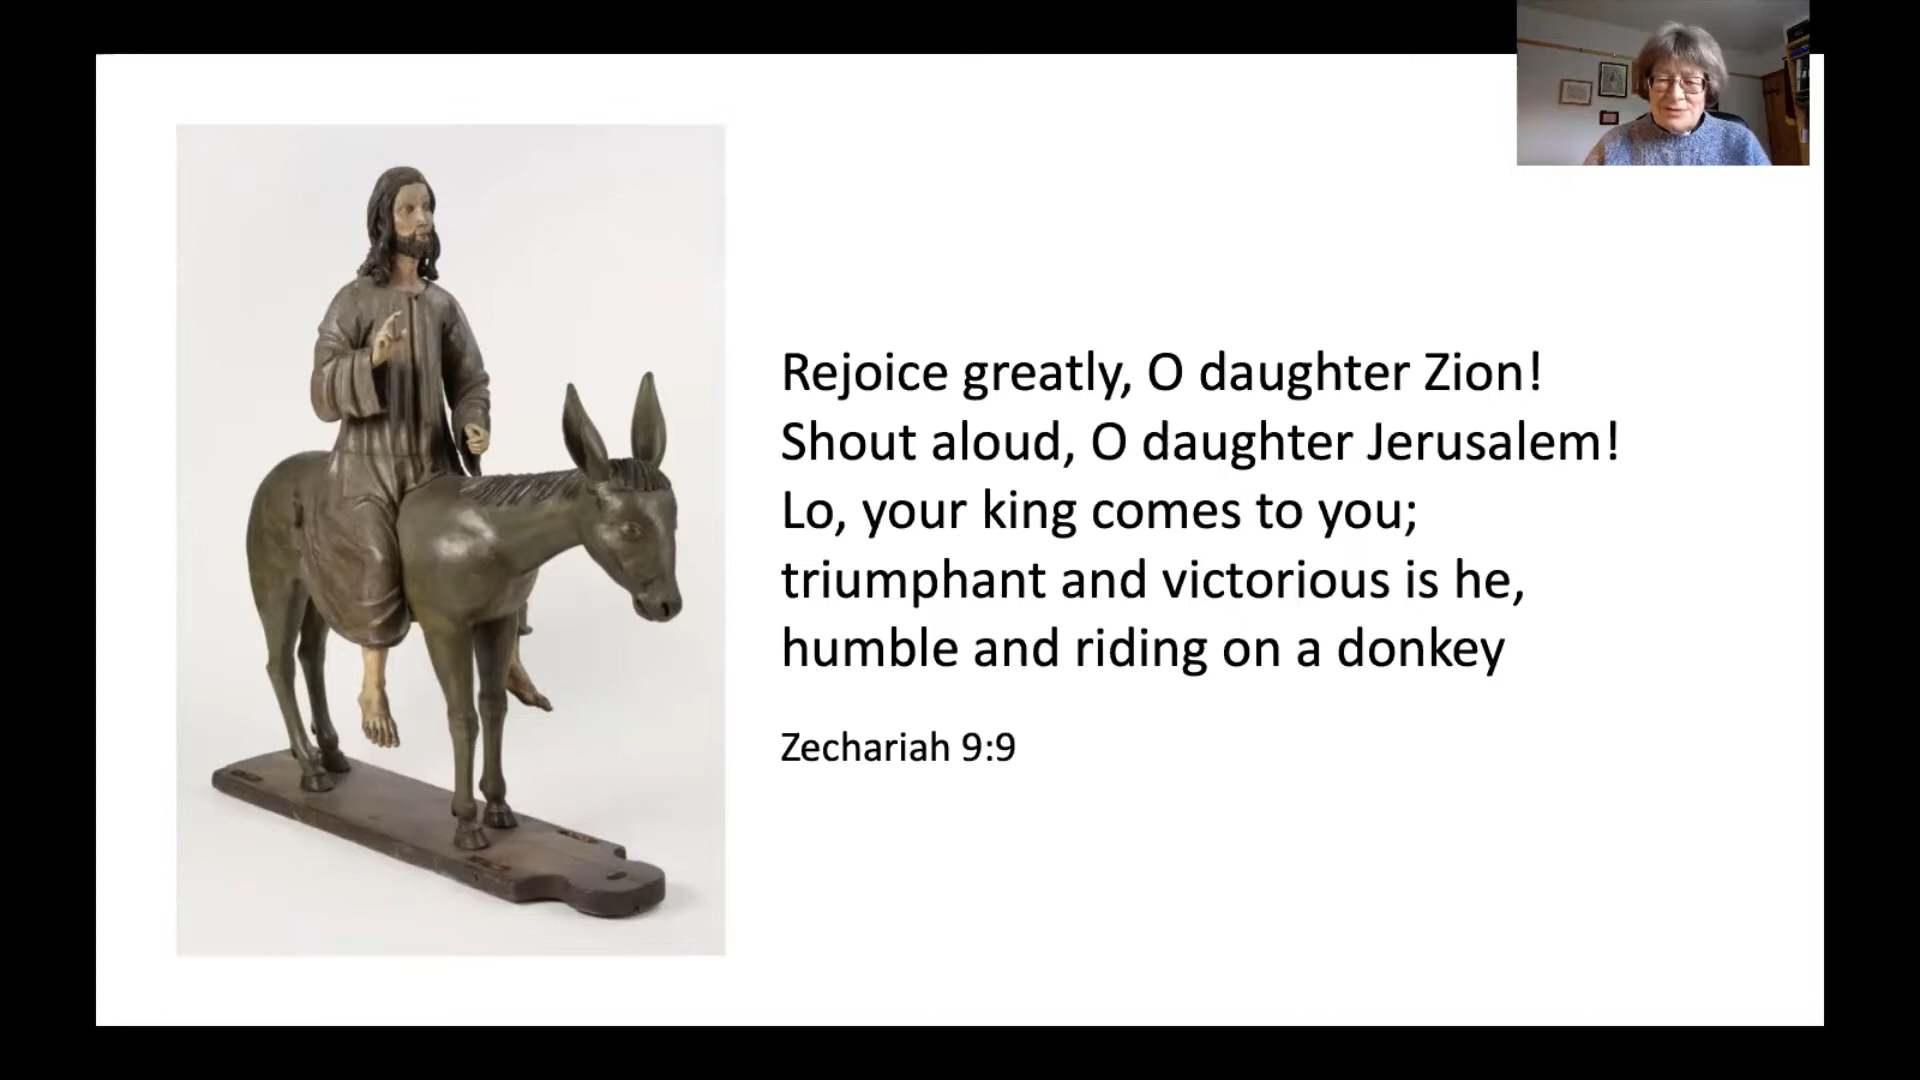 Rejoice greatly, O daughter Zion!
Shout aloud, O daughter Jerusalem!
Lo, your king comes to you;
triumphant and victorious is he,
humble and riding on a donkey
Zechariah 9:9